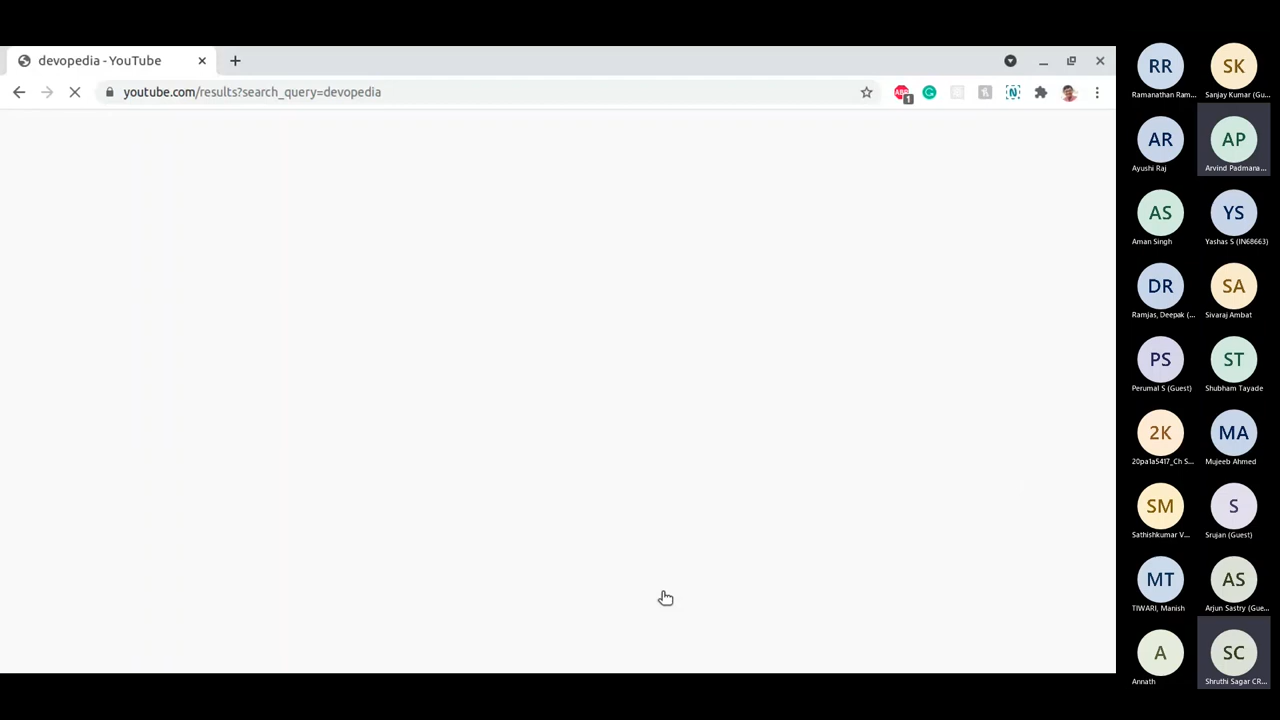 devopedia - YouTube
youtube.com/results?search_query=devopedia
ABP
1
N
RR
Ramanathan Ram...
SK
Sanjay Kumar (Gu...
AR
Ayushi Raj
AP
Arvind Padmana...
AS
Aman Singh
YS
Yashas S (IN68663)
DR
Ramjas, Deepak (...
SA
Sivaraj Ambat
PS
Perumal S (Guest)
ST
Shubham Tayade
2K
20pa1a5417_Ch S...
MA
Mujeeb Ahmed
SM
Sathishkumar V...
S
Srujan (Guest)
MT
TIWARI, Manish
AS
Arjun Sastry (Gue...
A
Annath
SC
Shruthi Sagar CR...